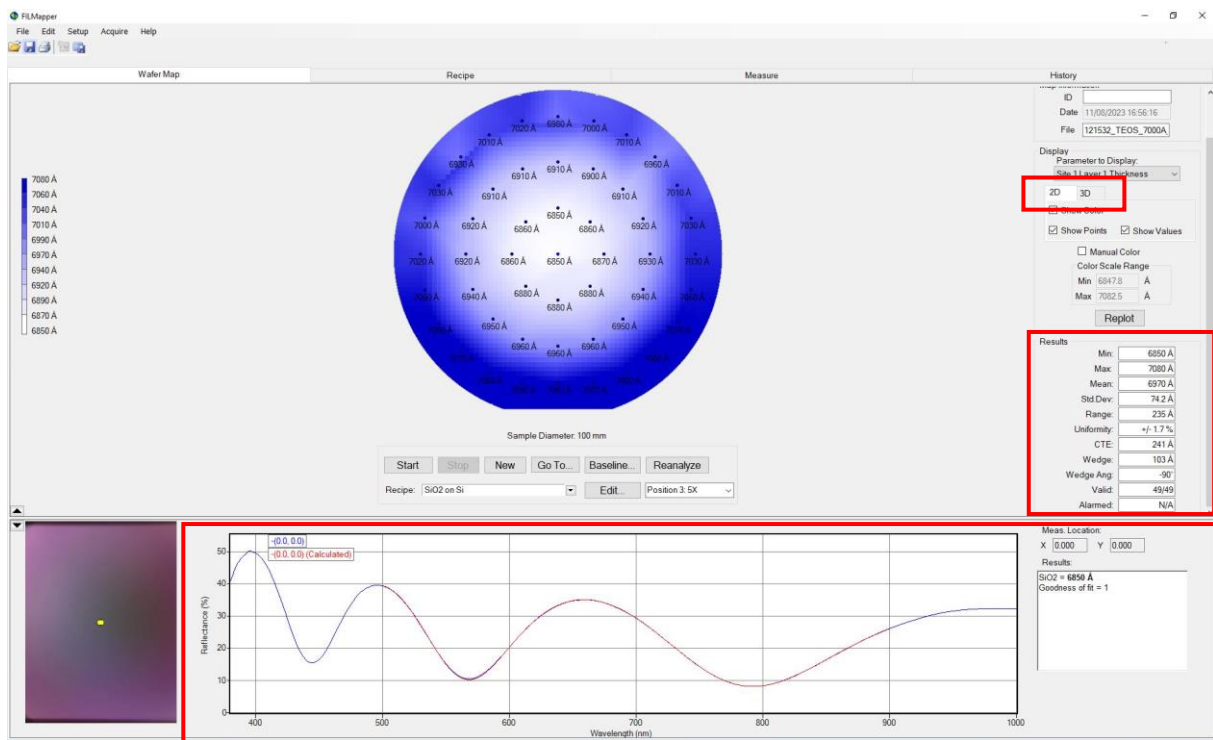 FILMapper
File Edit Setup Acquire Help
Wafer Map Recipe Measure History
7080 Å
7060 Å
7040 Å
7010 Å
6990 Å
6970 Å
6940 Å
6920 Å
6890 Å
6870 Å
6850 Å
7020 Å 6980 Å 7000 Å
7010 Å 7010 Å
6930 Å 6910 Å 6910 Å 6900 Å 6960 Å
7030 Å 6910 Å 6910 Å 7010 Å
6850 Å
7000 Å 6920 Å 6860 Å 6860 Å 6920 Å 7030 Å
7020 Å 6920 Å 6860 Å 6850 Å 6870 Å 6930 Å 7030 Å
6940 Å 6880 Å 6880 Å 6940 Å
6880 Å
6950 Å 6950 Å
6960 Å 6960 Å 6960 Å
Sample Diameter: 100 mm
Start Stop New Go To... Baseline... Reanalyze
Recipe: SiO2 on Si Edit... Position 3: 5X
Map Information
ID
Date 11/08/2023 16:56:16
File 121532_TEOS_7000A
Display
Parameter to Display:
Site 1 Layer 1 Thickness
2D 3D
Show Color
Show Points Show Values
Manual Color
Color Scale Range
Min 6847.8 Å
Max 7082.5 Å
Replot
Results
Min: 6850 Å
Max: 7080 Å
Mean: 6970 Å
Std.Dev: 74.2 Å
Range: 235 Å
Uniformity: +/- 1.7 %
CTE: 241 Å
Wedge: 103 Å
Wedge Ang: -90°
Valid: 49/49
Alarmed: N/A
-(0.0, 0.0)
-(0.0, 0.0) (Calculated)
Reflectance (%)
50
40
30
20
10
0
400 500 600 700 800 900 1000
Wavelength (nm)
Meas. Location:
X 0.000 Y 0.000
Results:
SiO2 = 6850 Å
Goodness of fit = 1